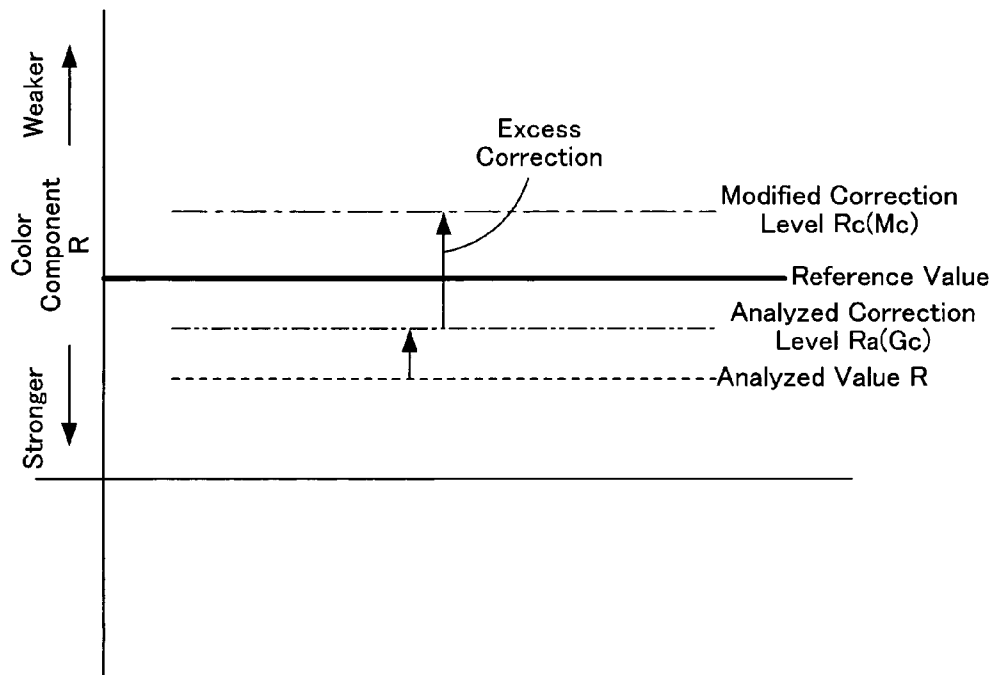 Weaker
Color
Component
R
Stronger
Excess
Correction
Modified Correction
Level Rc(Mc)
Reference Value
Analyzed Correction
Level Ra(Gc)
Analyzed Value R